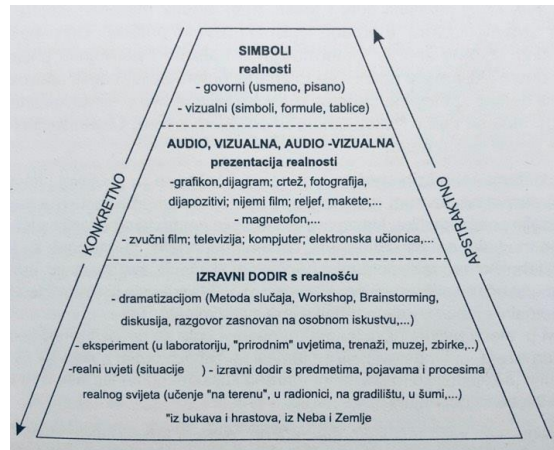 SIMBOLI
realnosti
- govorni (usmeno, pisano)
- vizualni (simboli, formule, tablice)
AUDIO, VIZUALNA, AUDIO -VIZUALNA
prezentacija realnosti
-grafikon,dijagram; crtež, fotografija,
dijapozitivi; nijemi film; reljef, makete;...
- magnetofon,...
- zvučni film; televizija; kompjuter; elektronska učionica,...
IZRAVNI DODIR s realnošću
- dramatizacijom (Metoda slučaja, Workshop, Brainstorming,
diskusija, razgovor zasnovan na osobnom iskustvu,...)
- eksperiment (u laboratoriju, "prirodnim" uvjetima, trenaži, muzej, zbirke,..)
-realni uvjeti (situacije ) - izravni dodir s predmetima, pojavama i procesima
realnog svijeta (učenje "na terenu", u radionici, na gradilištu, u šumi,...)
"iz bukava i hrastova, iz Neba i Zemlje
KONKRETNO
APSTRAKTNO